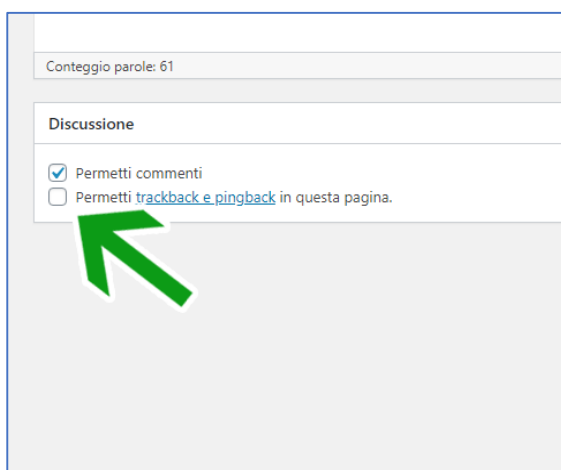 Conteggio parole: 61
Discussione
Permetti commenti
Permetti trackback e pingback in questa pagina.